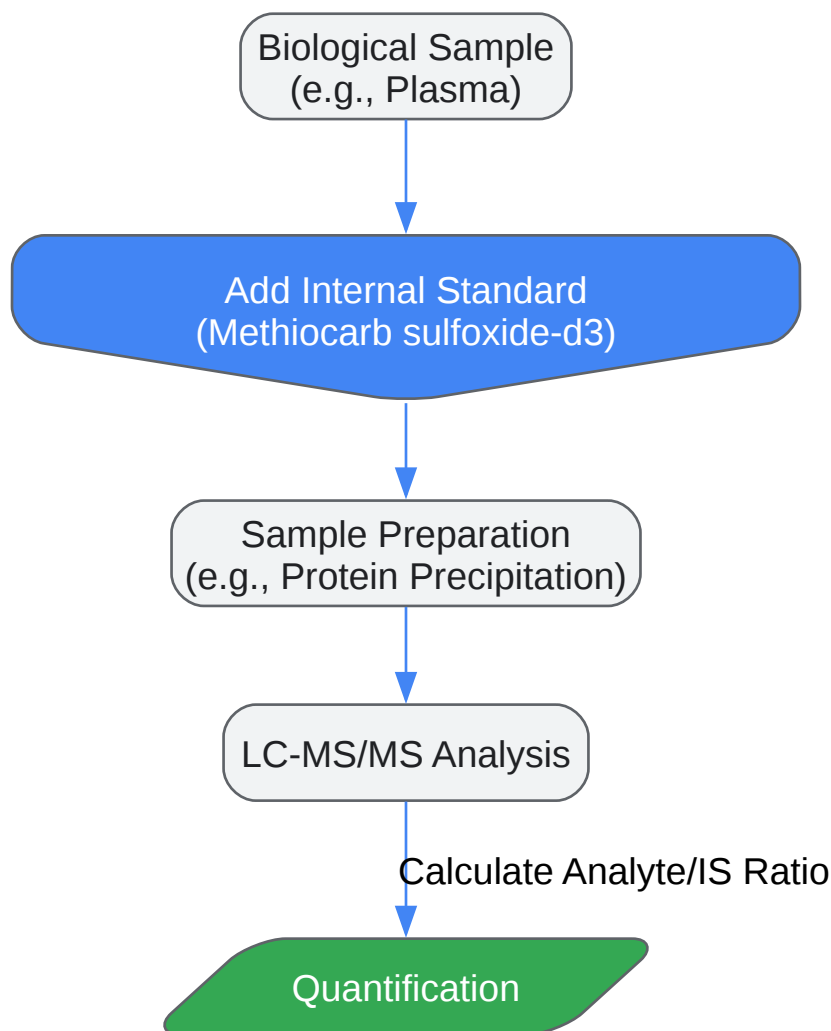 Biological Sample
(e.g., Plasma)
Add Internal Standard
(Methiocarb sulfoxide-d3)
Sample Preparation
(e.g., Protein Precipitation)
LC-MS/MS Analysis
Calculate Analyte/IS Ratio
Quantification